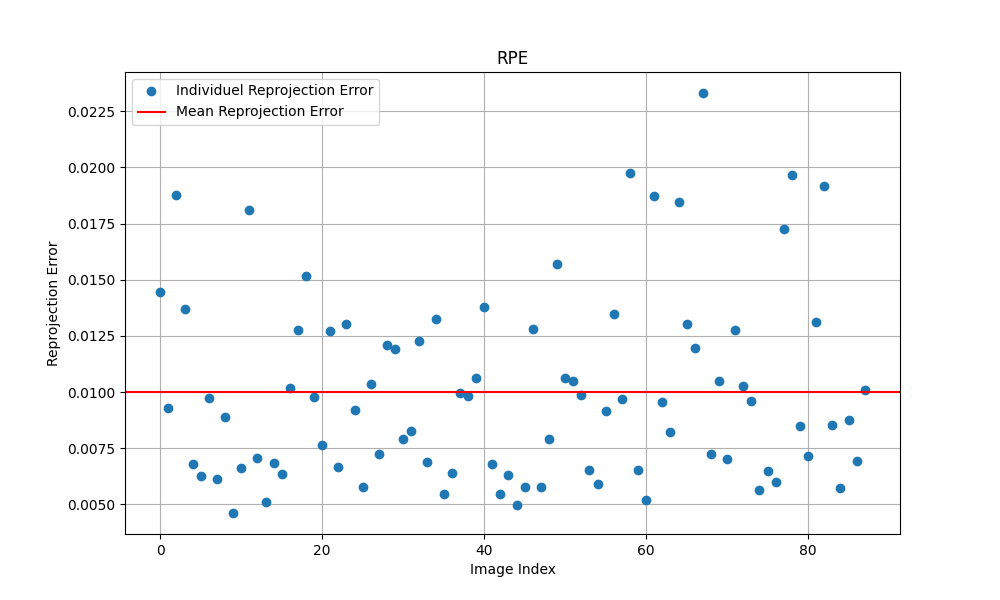 RPE
Individuel Reprojection Error
Mean Reprojection Error
0.0225
0.0200
0.0175
0.0150
0.0125
0.0100
0.0075
0.0050
Reprojection Error
0 20 40 60 80
Image Index